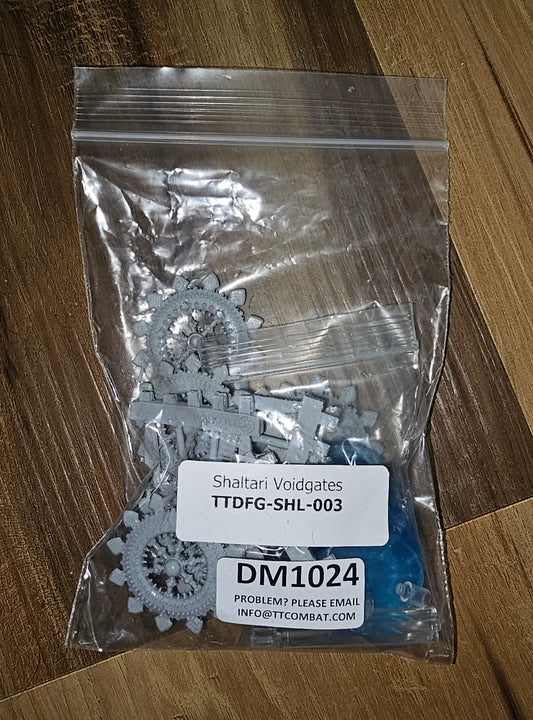 Shaltari Voidgates
TTDFG-SHL-003
DM1024
PROBLEM? PLEASE EMAIL
INFO@TTCOMBAT.COM